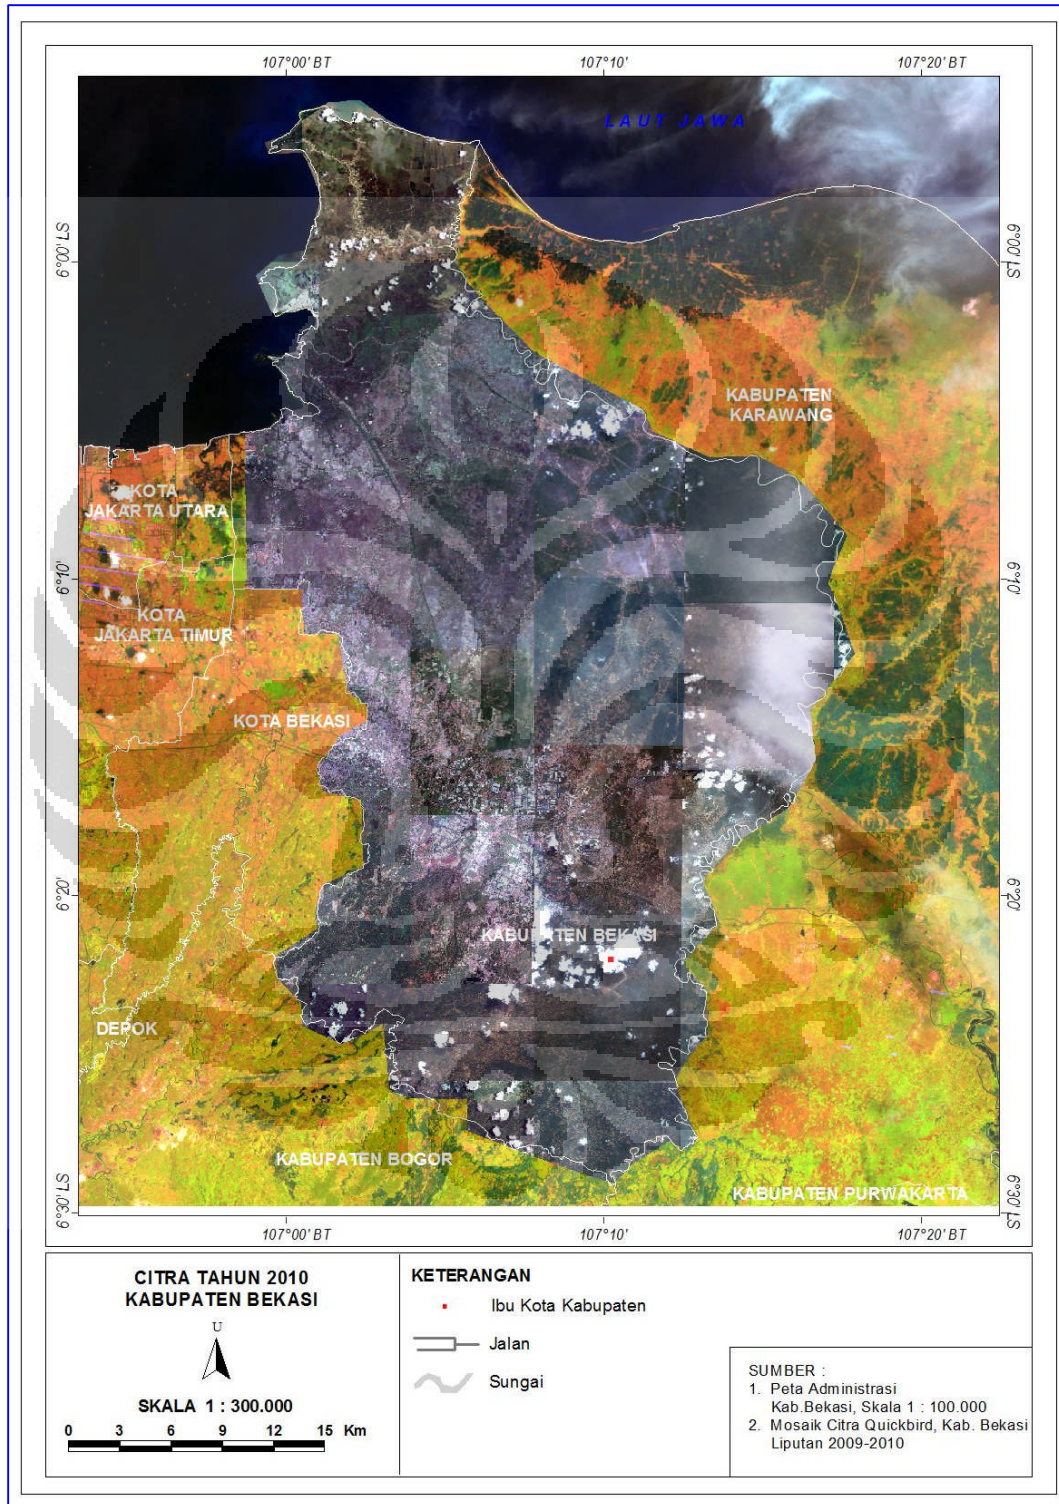 107°00' BT
107°10'
107°20' BT
LAUT JAWA
6°00' LS
6°00' LS
KABUPATEN
KARAWANG
KOTA
JAKARTA UTARA
6°10'
6°10'
KOTA
JAKARTA TIMUR
KOTA BEKASI
6°20'
6°20'
KABUPATEN BEKASI
DEPOK
KABUPATEN BOGOR
KABUPATEN PURWAKARTA
6°30' LS
6°30' LS
107°00' BT
107°10'
107°20' BT
CITRA TAHUN 2010
KABUPATEN BEKASI
U
SKALA 1 : 300.000
0 3 6 9 12 15 Km
KETERANGAN
Ibu Kota Kabupaten
Jalan
Sungai
SUMBER :
1. Peta Administrasi
Kab.Bekasi, Skala 1 : 100.000
2. Mosaik Citra Quickbird, Kab. Bekasi
Liputan 2009-2010